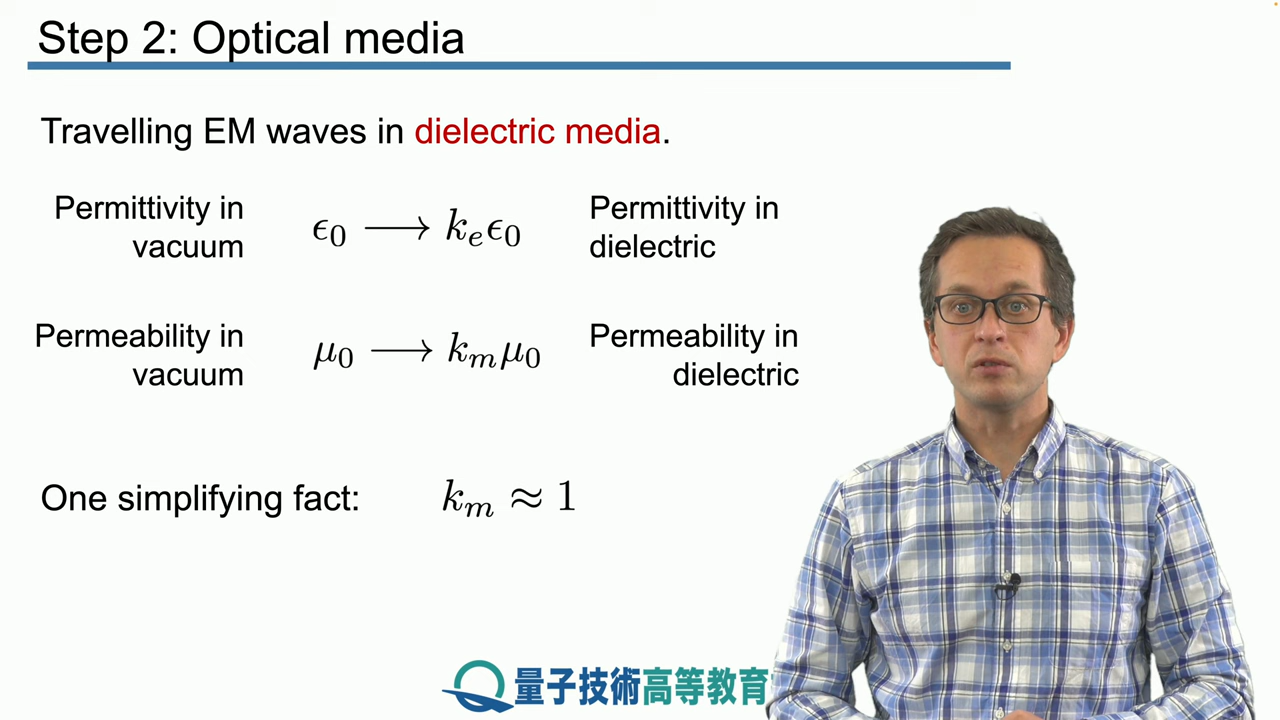 Step 2: Optical media
Travelling EM waves in dielectric media.
Permittivity in
vacuum
ϵ₀ ⟶ kₑϵ₀
Permittivity in
dielectric
Permeability in
vacuum
μ₀ ⟶ kₘμ₀
Permeability in
dielectric
One simplifying fact:
kₘ ≈ 1
量子技術高等教育